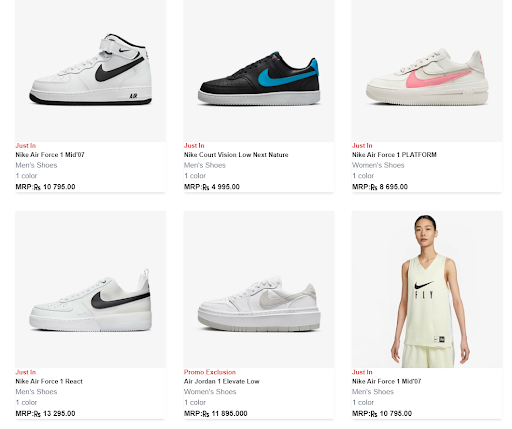 AIR
Just In
Nike Air Force 1 Mid'07
Men's Shoes
1 color
MRP:₨ 10 795.00
Just In
Nike Court Vision Low Next Nature
Men's Shoes
1 color
MRP:₨ 4 995.00
Just In
Nike Air Force 1 PLATFORM
Women's Shoes
1 color
MRP:₨ 8 695.00
Just In
Nike Air Force 1 React
Men's Shoes
1 color
MRP:₨ 13 295.00
Promo Exclusion
Air Jordan 1 Elevate Low
Women's Shoes
1 color
MRP:₨ 11 895.000
FLY
Just In
Nike Air Force 1 Mid'07
Men's Shoes
1 color
MRP:₨ 10 795.00